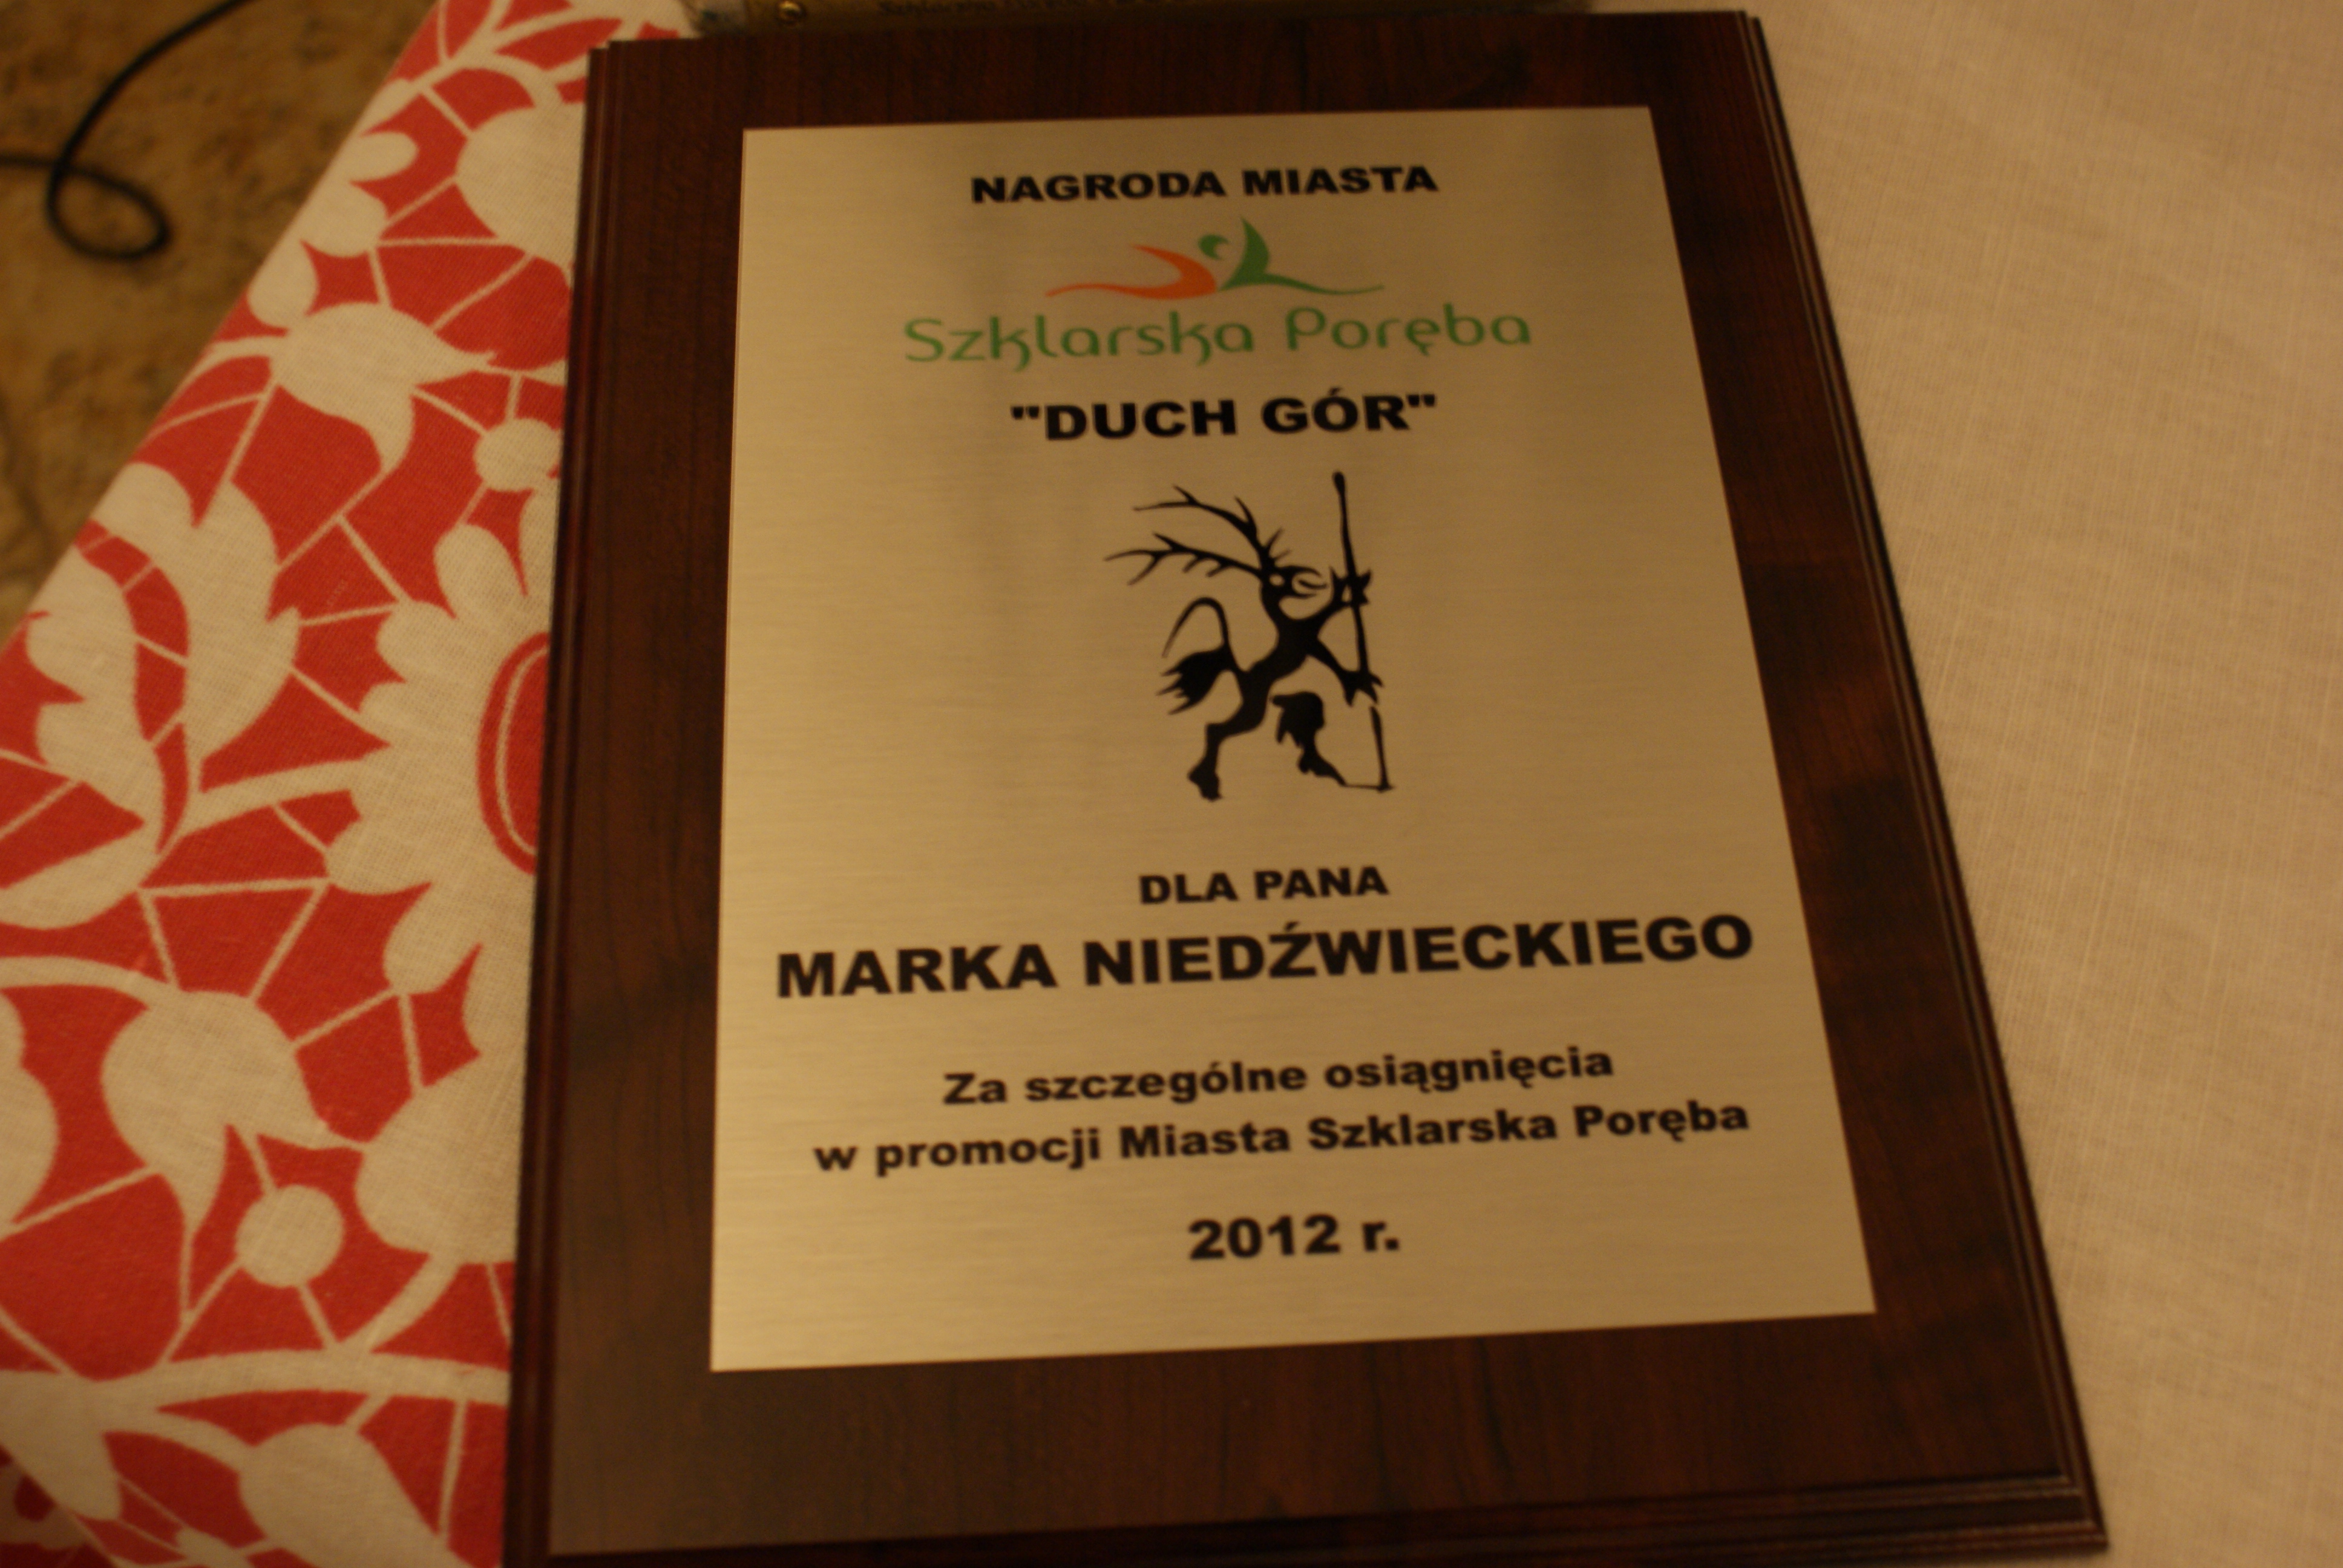 NAGRODA MIASTA
Szklarska Poręba
"DUCH GÓR"
DLA PANA
MARKA NIEDŹWIECKIEGO
Za szczególne osiągnięcia
w promocji Miasta Szklarska Poręba
2012 r.